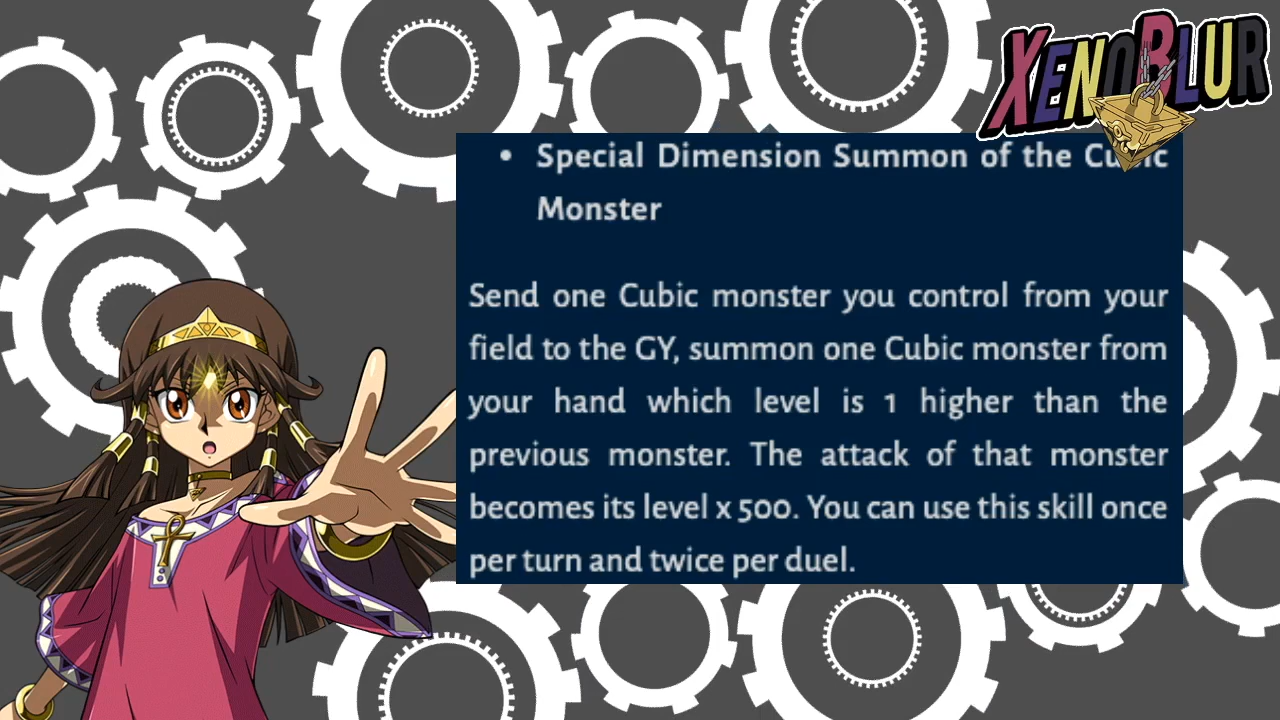 XENOBLUR
• Special Dimension Summon of the Cubic
Monster
Send one Cubic monster you control from your
field to the GY, summon one Cubic monster from
your hand which level is 1 higher than the
previous monster. The attack of that monster
becomes its level x 500. You can use this skill once
per turn and twice per duel.